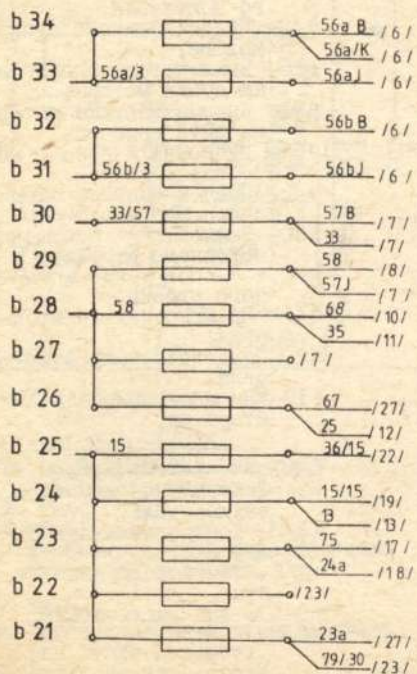 b 34 56a B /6/
56a/K /6/
b 33 56a/3 56aJ /6/
b 32 56b B /6/
b 31 56b/3 56bJ /6/
b 30 33/57 57B /7/
33 /7/
b 29 58 /8/
57J /7/
b 28 58 68 /10/
35 /11/
b 27 /7/
b 26 67 /27/
25 /12/
b 25 15 36/15 /22/
b 24 15/15 /19/
13 /13/
b 23 75 /17/
24a /18/
b 22 /23/
b 21 23a /27/
79/30 /23/